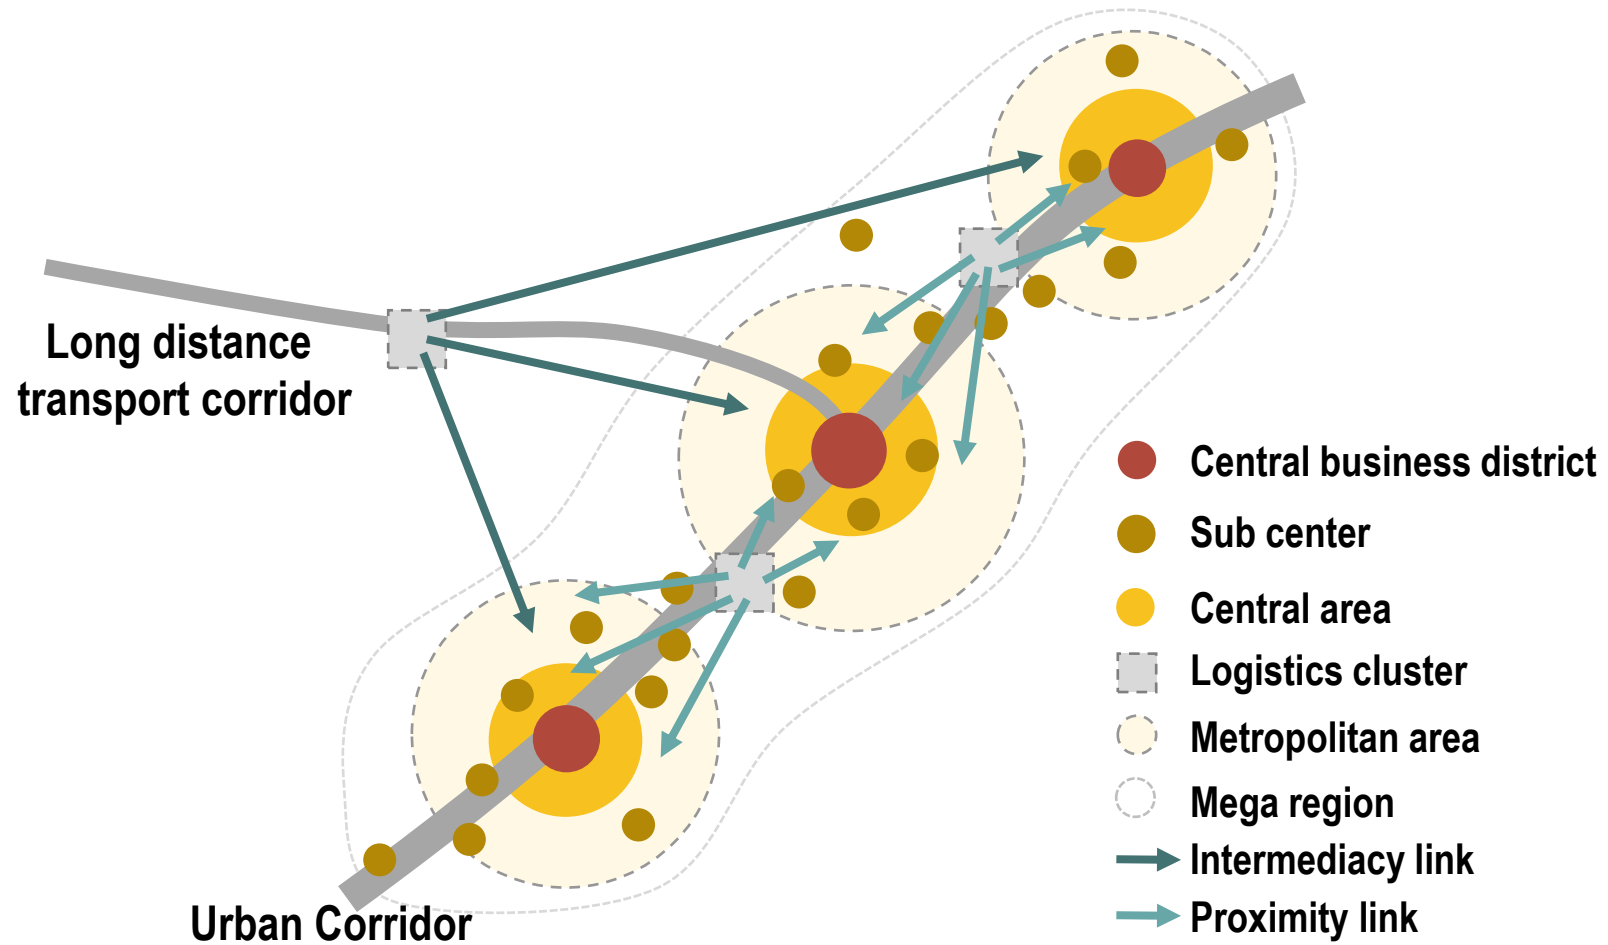 Long distance
transport corridor
Central business district
Sub center
Central area
Logistics cluster
Metropolitan area
Mega region
Intermediacy link
Proximity link
Urban Corridor